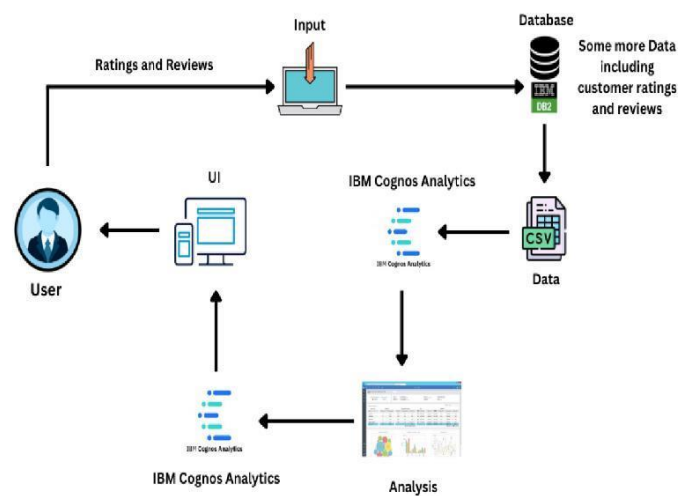 Input
Database
Ratings and Reviews
Some more Data
including
customer ratings
and reviews
IBM
DB2
UI
IBM Cognos Analytics
IBM Cognos Analytics
CSV
User
Data
IBM Cognos Analytics
IBM Cognos Analytics
Analysis